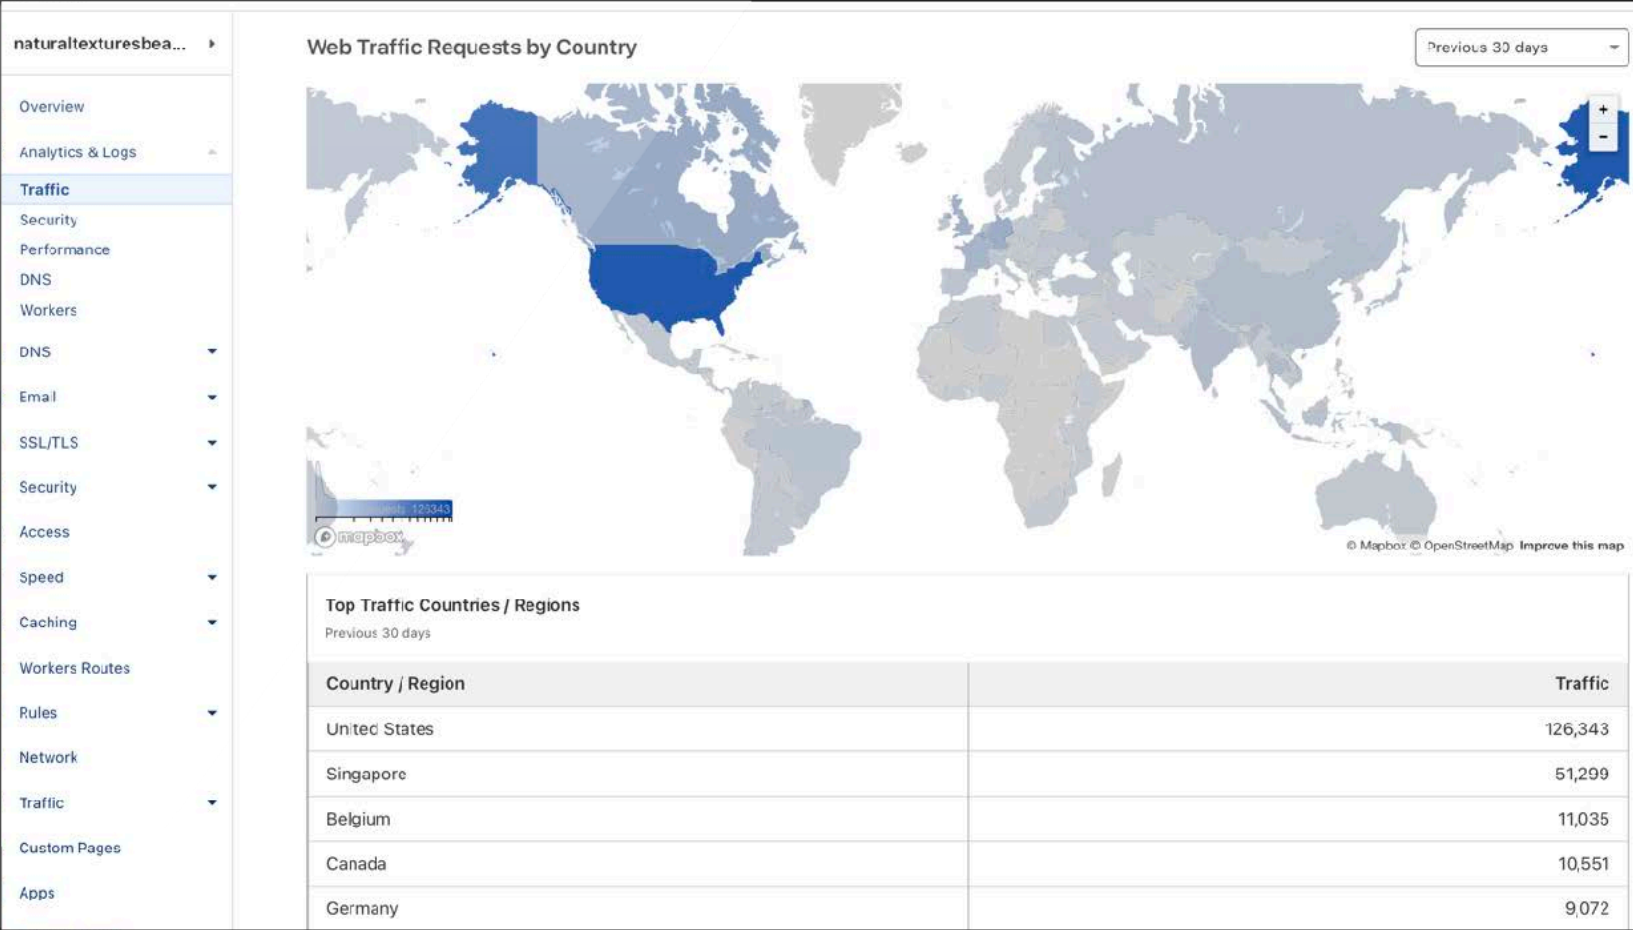 naturaltexturesbea...
Overview
Analytics & Logs
Traffic
Security
Performance
DNS
Workers
DNS
Email
SSL/TLS
Security
Access
Speed
Caching
Workers Routes
Rules
Network
Traffic
Custom Pages
Apps
Web Traffic Requests by Country
Previous 30 days
+
−
126343
mapbox
© Mapbox © OpenStreetMap Improve this map
Top Traffic Countries / Regions
Previous 30 days
Country / Region Traffic
United States 126,343
Singapore 51,299
Belgium 11,035
Canada 10,551
Germany 9,072